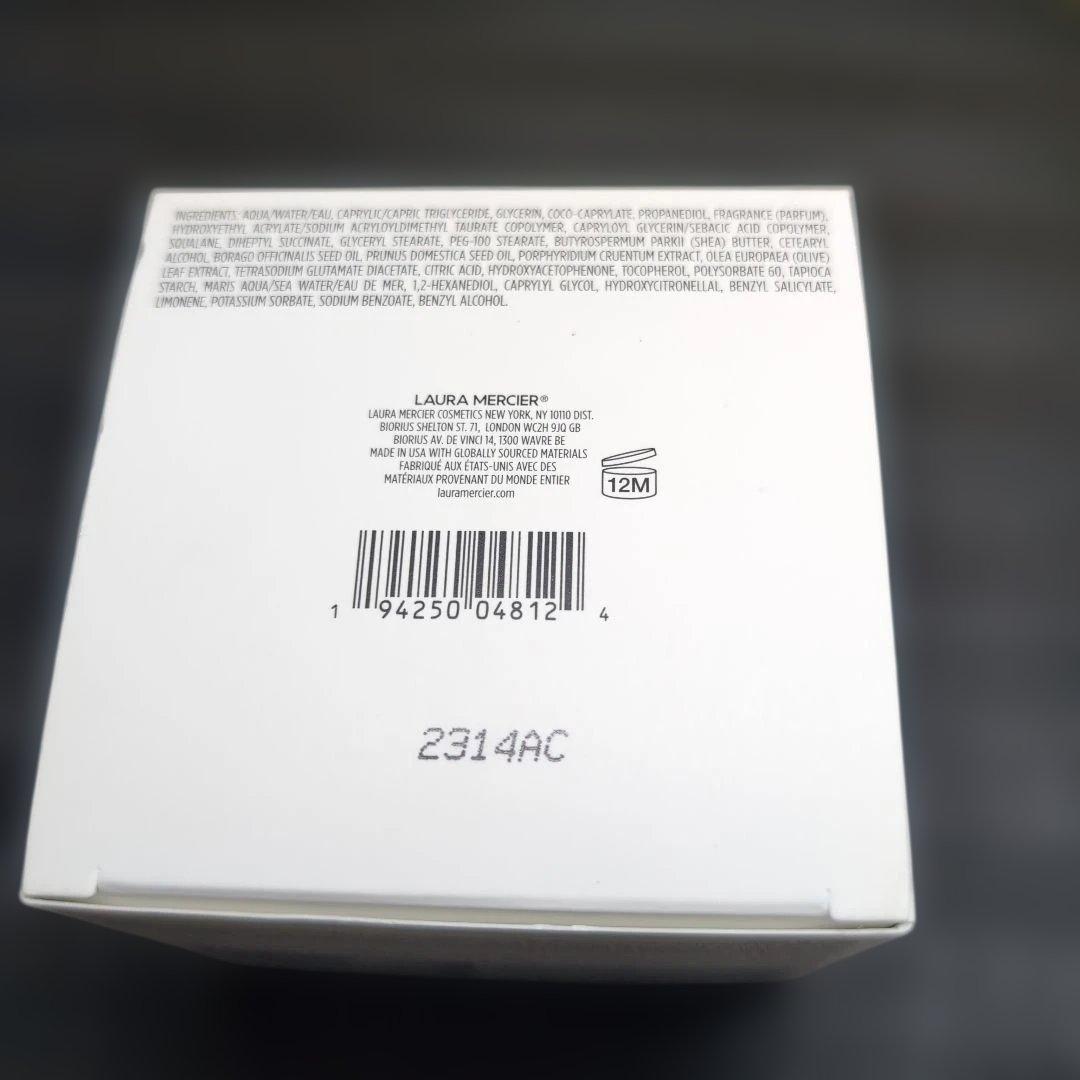 INGREDIENTS: AQUA/WATER/EAU, CAPRYLIC/CAPRIC TRIGLYCERIDE, GLYCERIN, COCO-CAPRYLATE, PROPANEDIOL, FRAGRANCE (PARFUM),
HYDROXYETHYL ACRYLATE/SODIUM ACRYLOYLDIMETHYL TAURATE COPOLYMER, CAPRYLOYL GLYCERIN/SEBACIC ACID COPOLYMER,
SQUALANE, DIHEPTYL SUCCINATE, GLYCERYL STEARATE, PEG-100 STEARATE, BUTYROSPERMUM PARKII (SHEA) BUTTER, CETEARYL
ALCOHOL, BORAGO OFFICINALIS SEED OIL, PRUNUS DOMESTICA SEED OIL, PORPHYRIDIUM CRUENTUM EXTRACT, OLEA EUROPAEA (OLIVE)
LEAF EXTRACT, TETRASODIUM GLUTAMATE DIACETATE, CITRIC ACID, HYDROXYACETOPHENONE, TOCOPHEROL, POLYSORBATE 60, TAPIOCA
STARCH, MARIS AQUA/SEA WATER/EAU DE MER, 1,2-HEXANEDIOL, CAPRYLYL GLYCOL, HYDROXYCITRONELLAL, BENZYL SALICYLATE,
LIMONENE, POTASSIUM SORBATE, SODIUM BENZOATE, BENZYL ALCOHOL.
LAURA MERCIER®
LAURA MERCIER COSMETICS NEW YORK, NY 10110 DIST.
BIORIUS SHELTON ST. 71, LONDON WC2H 9JQ GB
BIORIUS AV. DE VINCI 14, 1300 WAVRE BE
MADE IN USA WITH GLOBALLY SOURCED MATERIALS
FABRIQUÉ AUX ÉTATS-UNIS AVEC DES
MATÉRIAUX PROVENANT DU MONDE ENTIER
lauramercier.com
12M
1 94250 04812 4
2314AC